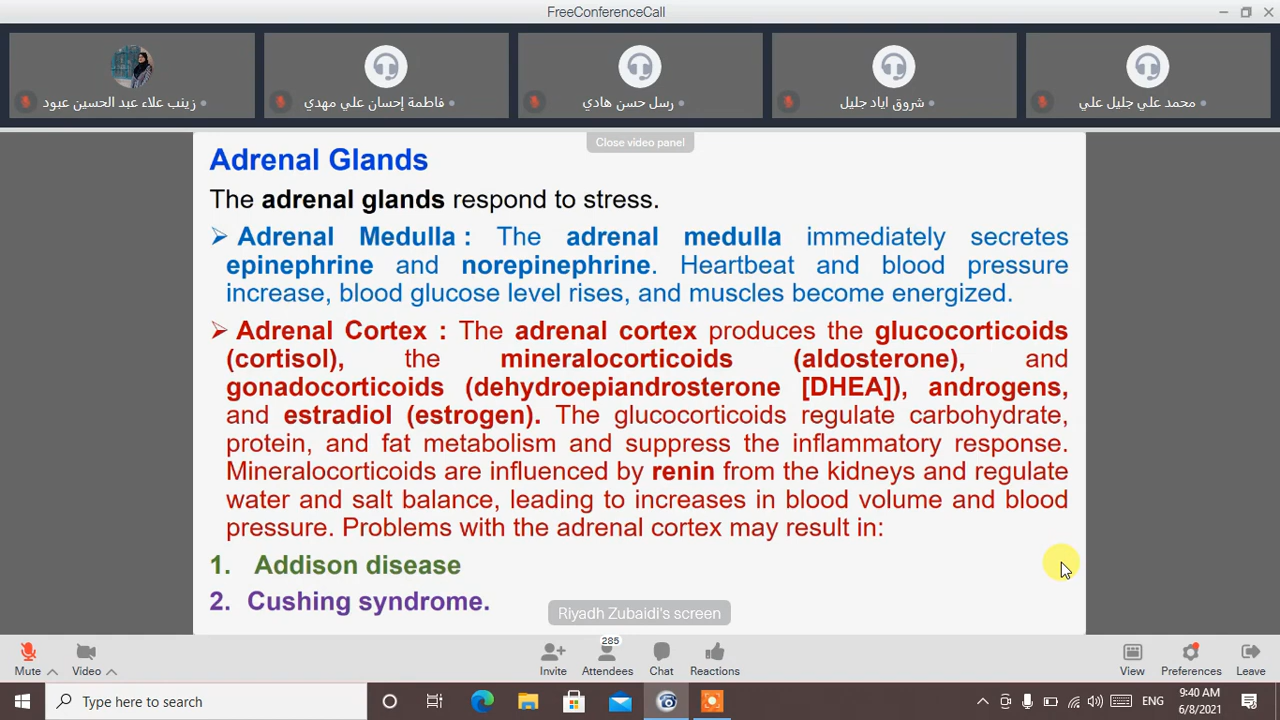 FreeConferenceCall
زينب علاء عبد الحسين عبود
فاطمة إحسان علي مهدي
رسل حسن هادي
شروق اياد جليل
محمد علي جليل علي
Close video panel
Adrenal Glands
The adrenal glands respond to stress.
➢ Adrenal Medulla : The adrenal medulla immediately secretes
epinephrine and norepinephrine. Heartbeat and blood pressure
increase, blood glucose level rises, and muscles become energized.
➢ Adrenal Cortex : The adrenal cortex produces the glucocorticoids
(cortisol), the mineralocorticoids (aldosterone), and
gonadocorticoids (dehydroepiandrosterone [DHEA]), androgens,
and estradiol (estrogen). The glucocorticoids regulate carbohydrate,
protein, and fat metabolism and suppress the inflammatory response.
Mineralocorticoids are influenced by renin from the kidneys and regulate
water and salt balance, leading to increases in blood volume and blood
pressure. Problems with the adrenal cortex may result in:
1. Addison disease
2. Cushing syndrome.
Riyadh Zubaidi's screen
285
Mute
Video
Invite
Attendees
Chat
Reactions
View
Preferences
Leave
Type here to search
ENG
9:40 AM
6/8/2021